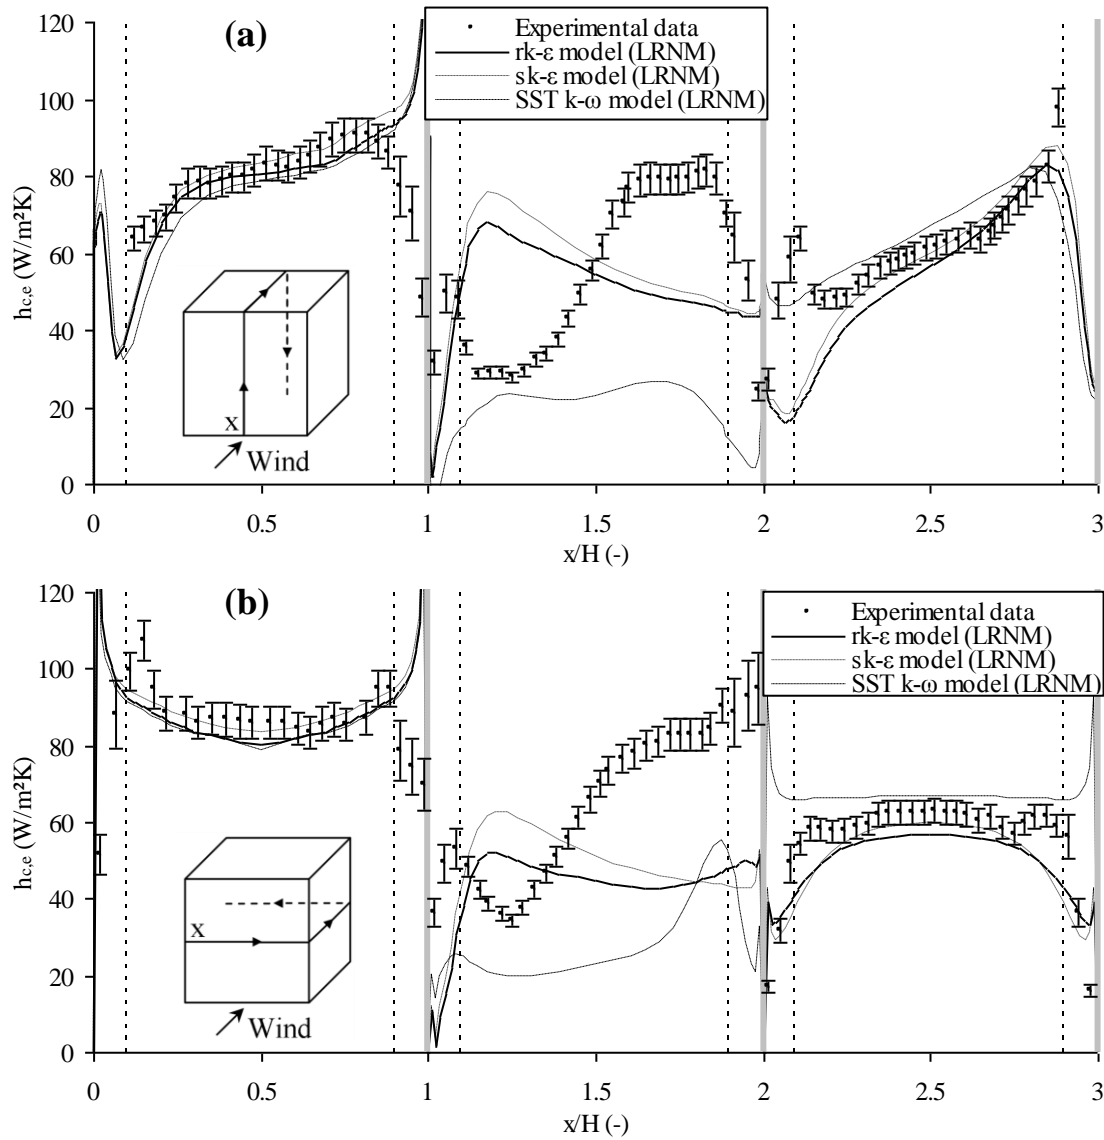 (a)
Experimental data
rk-ε model (LRNM)
sk-ε model (LRNM)
SST k-ω model (LRNM)
120
100
80
60
40
20
0
h_c,e (W/m²K)
X
Wind
0 0.5 1 1.5 2 2.5 3
x/H (-)
(b)
Experimental data
rk-ε model (LRNM)
sk-ε model (LRNM)
SST k-ω model (LRNM)
120
100
80
60
40
20
0
h_c,e (W/m²K)
X
Wind
0 0.5 1 1.5 2 2.5 3
x/H (-)